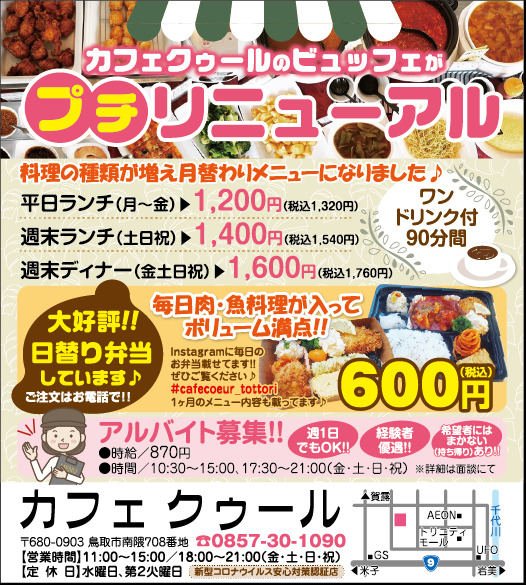 カフェクゥールのビュッフェが
プチリニューアル
料理の種類が増え月替わりメニューになりました♪
平日ランチ(月〜金)▶1,200円(税込1,320円)
週末ランチ(土日祝)▶1,400円(税込1,540円)
週末ディナー(金土日祝)▶1,600円(税込1,760円)
ワン
ドリンク付
90分間
大好評!!
日替り弁当
しています♪
ご注文はお電話で!!
毎日肉・魚料理が入って
ボリューム満点!!
Instagramに毎日の
お弁当載せてます!!
ぜひご覧ください♪
#cafecoeur_tottori
1ヶ月のメニュー内容も載ってます♪
600円(税込)
アルバイト募集!!
●時給/870円
●時間/10:30〜15:00、17:30〜21:00(金・土・日・祝) ※詳細は面談にて
週1日
でもOK!!
経験者
優遇!!
希望者には
まかない
(持ち帰り)あり!!
カフェ クゥール
〒680-0903 鳥取市南隈708番地 ☎0857-30-1090
【営業時間】11:00〜15:00/18:00〜21:00(金・土・日・祝)
【定休日】水曜日、第2火曜日 新型コロナウイルス安心対策認証店
▲賀露
AEON
トリニティ
モール
千代川
GS
UFO
◀米子
9
岩美▶